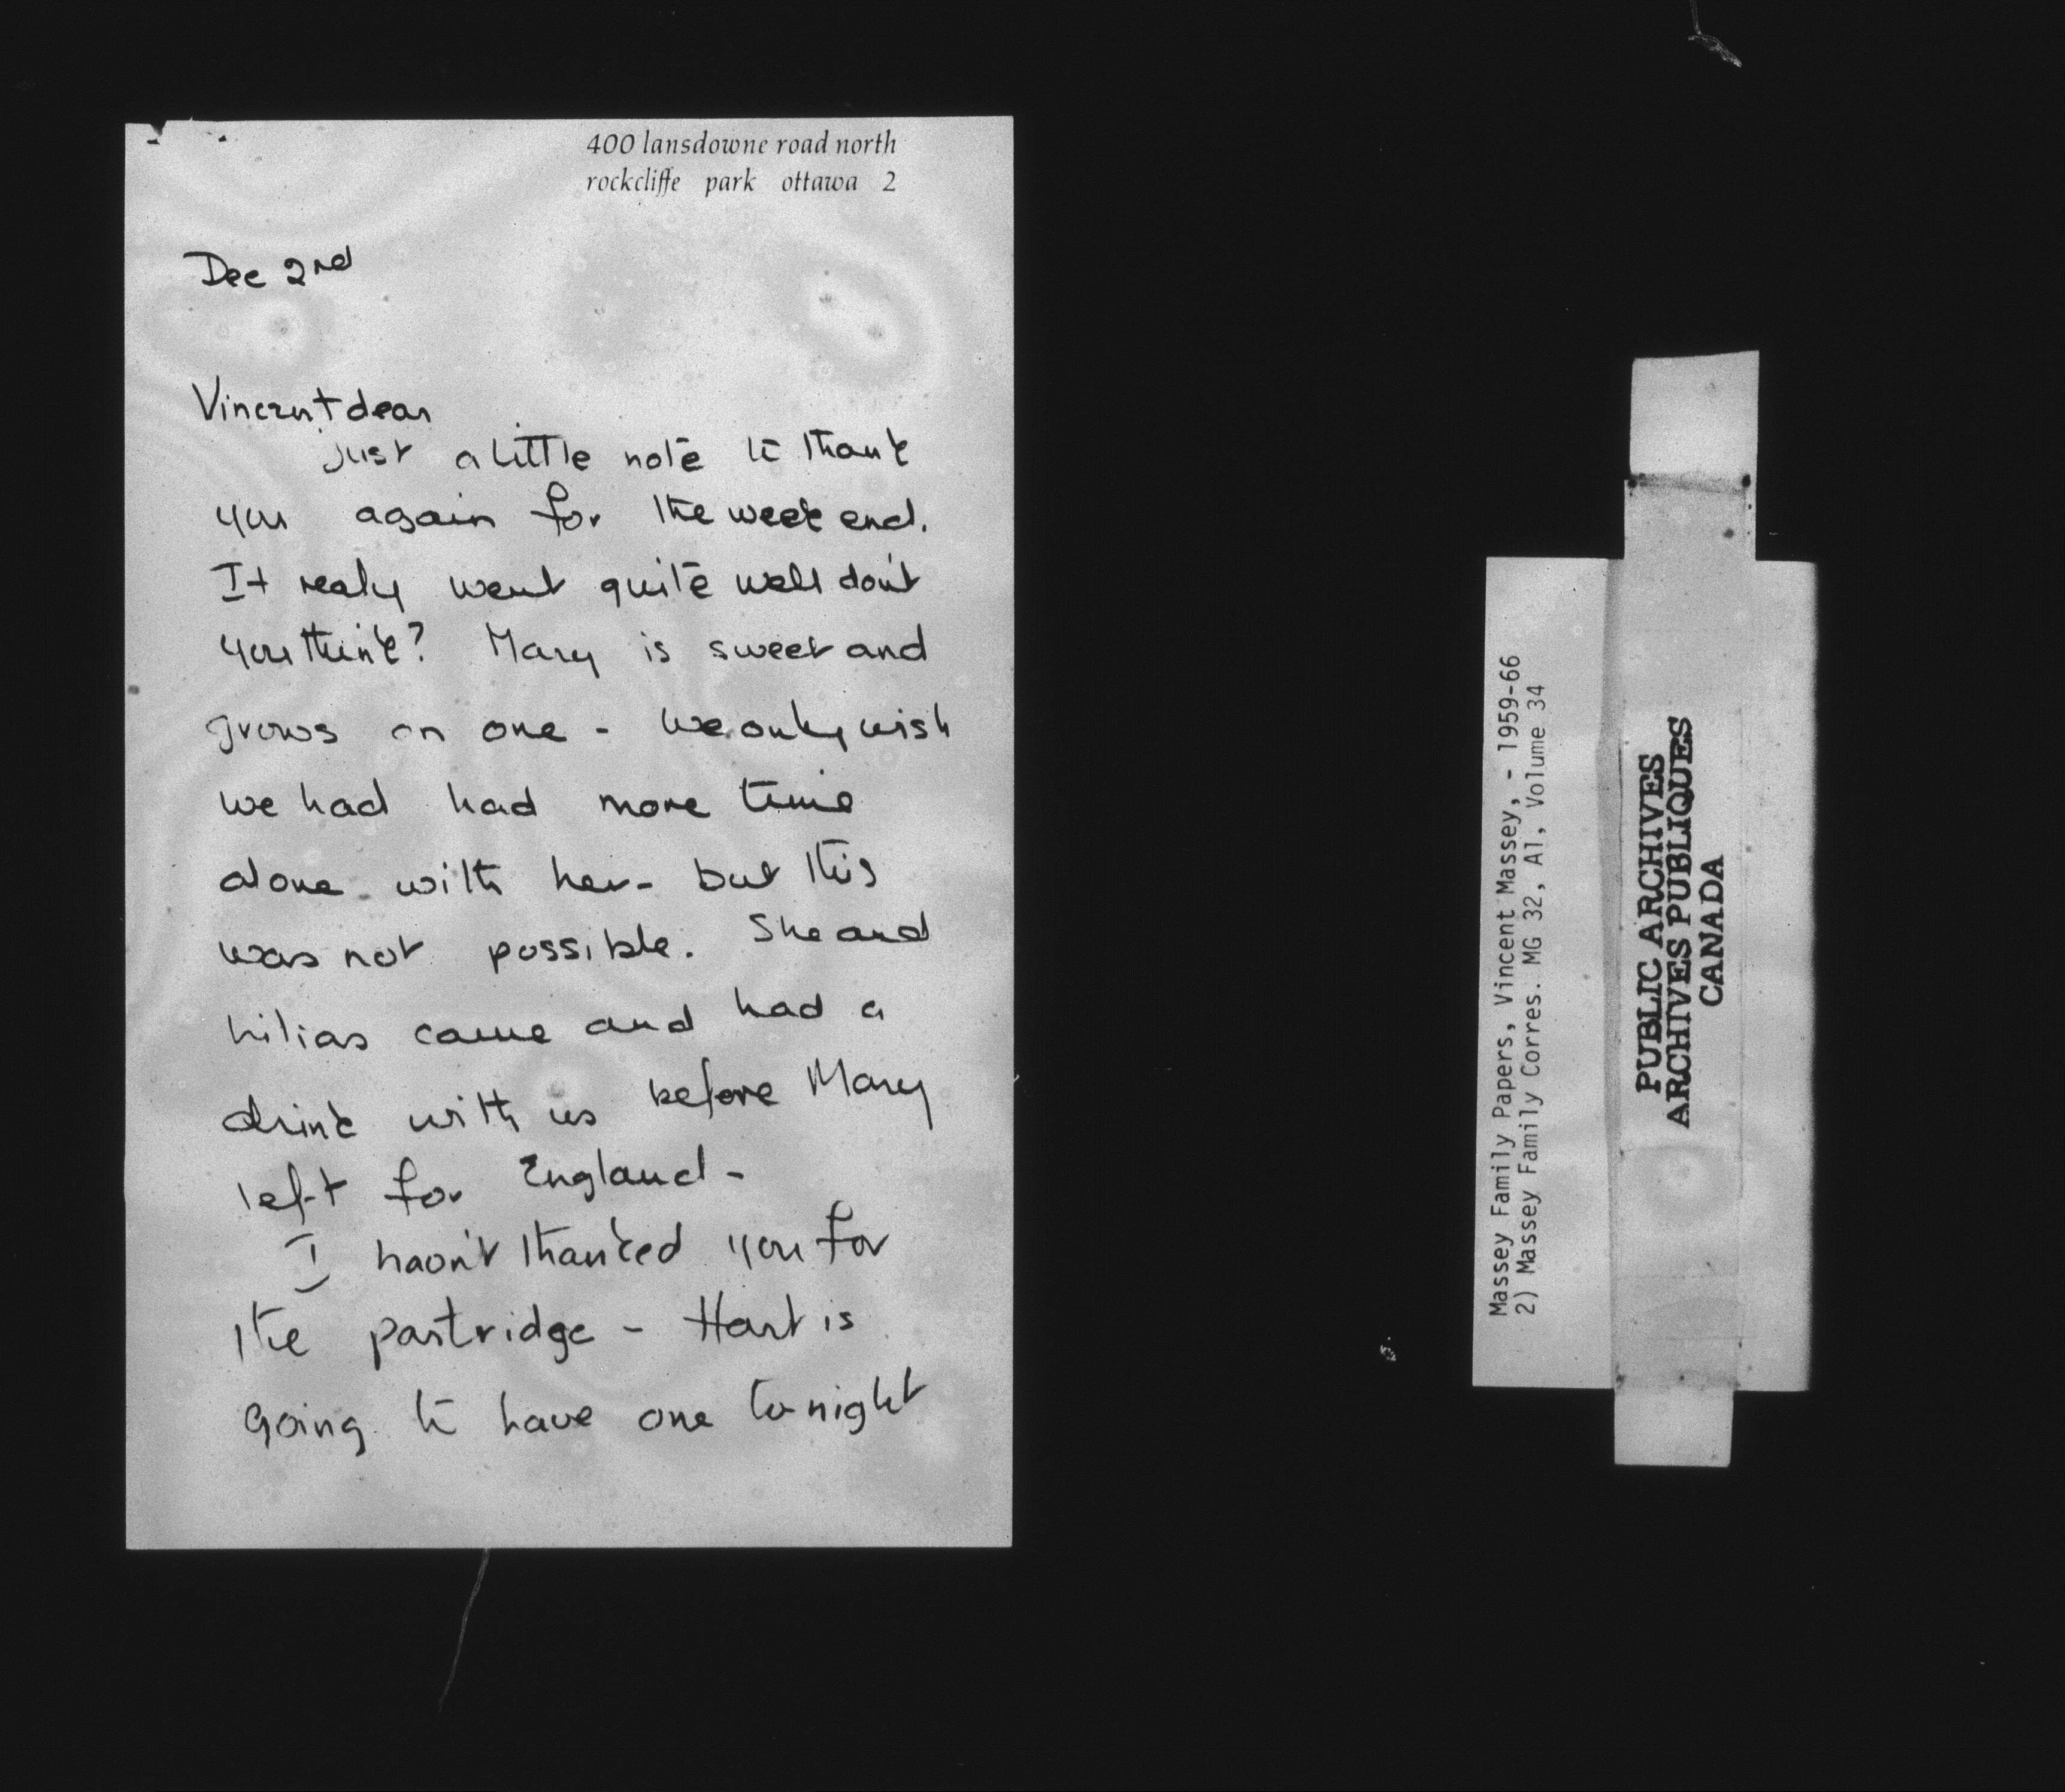 400 lansdowne road north
rockcliffe park ottawa 2
Dec 2nd
Vincent dear
just a little note to thank
you again for the week end.
It realy went quite well don't
you think? Mary is sweet and
grows on one - we only wish
we had had more time
alone with her - but this
was not possible. She and
Lilias came and had a
drink with us before Mary
left for England -
I havn't thanked you for
the partridge - Hart is
going to have one tonight
Massey Family Papers, Vincent Massey, - 1959-66
2) Massey Family Corres. MG 32, A1, Volume 34
PUBLIC ARCHIVES
ARCHIVES PUBLIQUES
CANADA